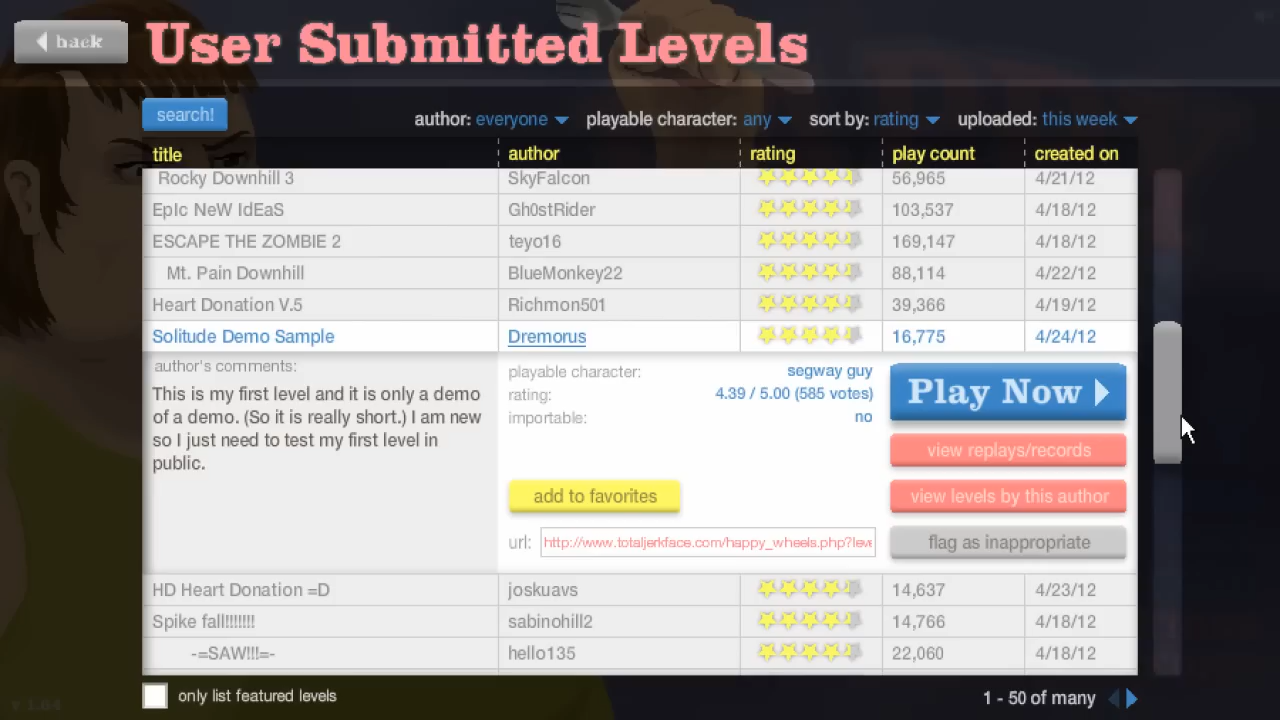 back
User Submitted Levels
search!
author: everyone playable character: any sort by: rating uploaded: this week
title author rating play count created on
Rocky Downhill 3 SkyFalcon 56,965 4/21/12
EpIc NeW IdEaS Gh0stRider 103,537 4/18/12
ESCAPE THE ZOMBIE 2 teyo16 169,147 4/18/12
Mt. Pain Downhill BlueMonkey22 88,114 4/22/12
Heart Donation V.5 Richmon501 39,366 4/19/12
Solitude Demo Sample Dremorus 16,775 4/24/12
author's comments:
This is my first level and it is only a demo
of a demo. (So it is really short.) I am new
so I just need to test my first level in
public.
playable character: segway guy
rating: 4.39 / 5.00 (585 votes)
importable: no
add to favorites
url: http://www.totaljerkface.com/happy_wheels.php?leve
Play Now
view replays/records
view levels by this author
flag as inappropriate
HD Heart Donation =D joskuavs 14,637 4/23/12
Spike fall!!!!!!! sabinohill2 14,766 4/18/12
-=SAW!!!=- hello135 22,060 4/18/12
only list featured levels
1 - 50 of many
v 1.64